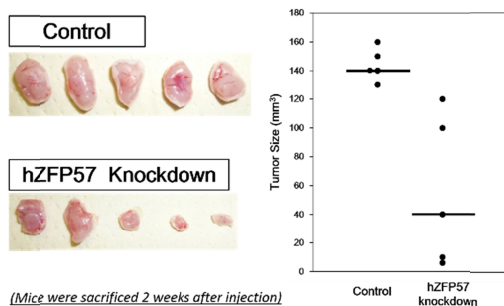 Control
hZFP57 Knockdown
(Mice were sacrificed 2 weeks after injection)
Tumor Size (mm³)
180
160
140
120
100
80
60
40
20
0
Control
hZFP57
knockdown